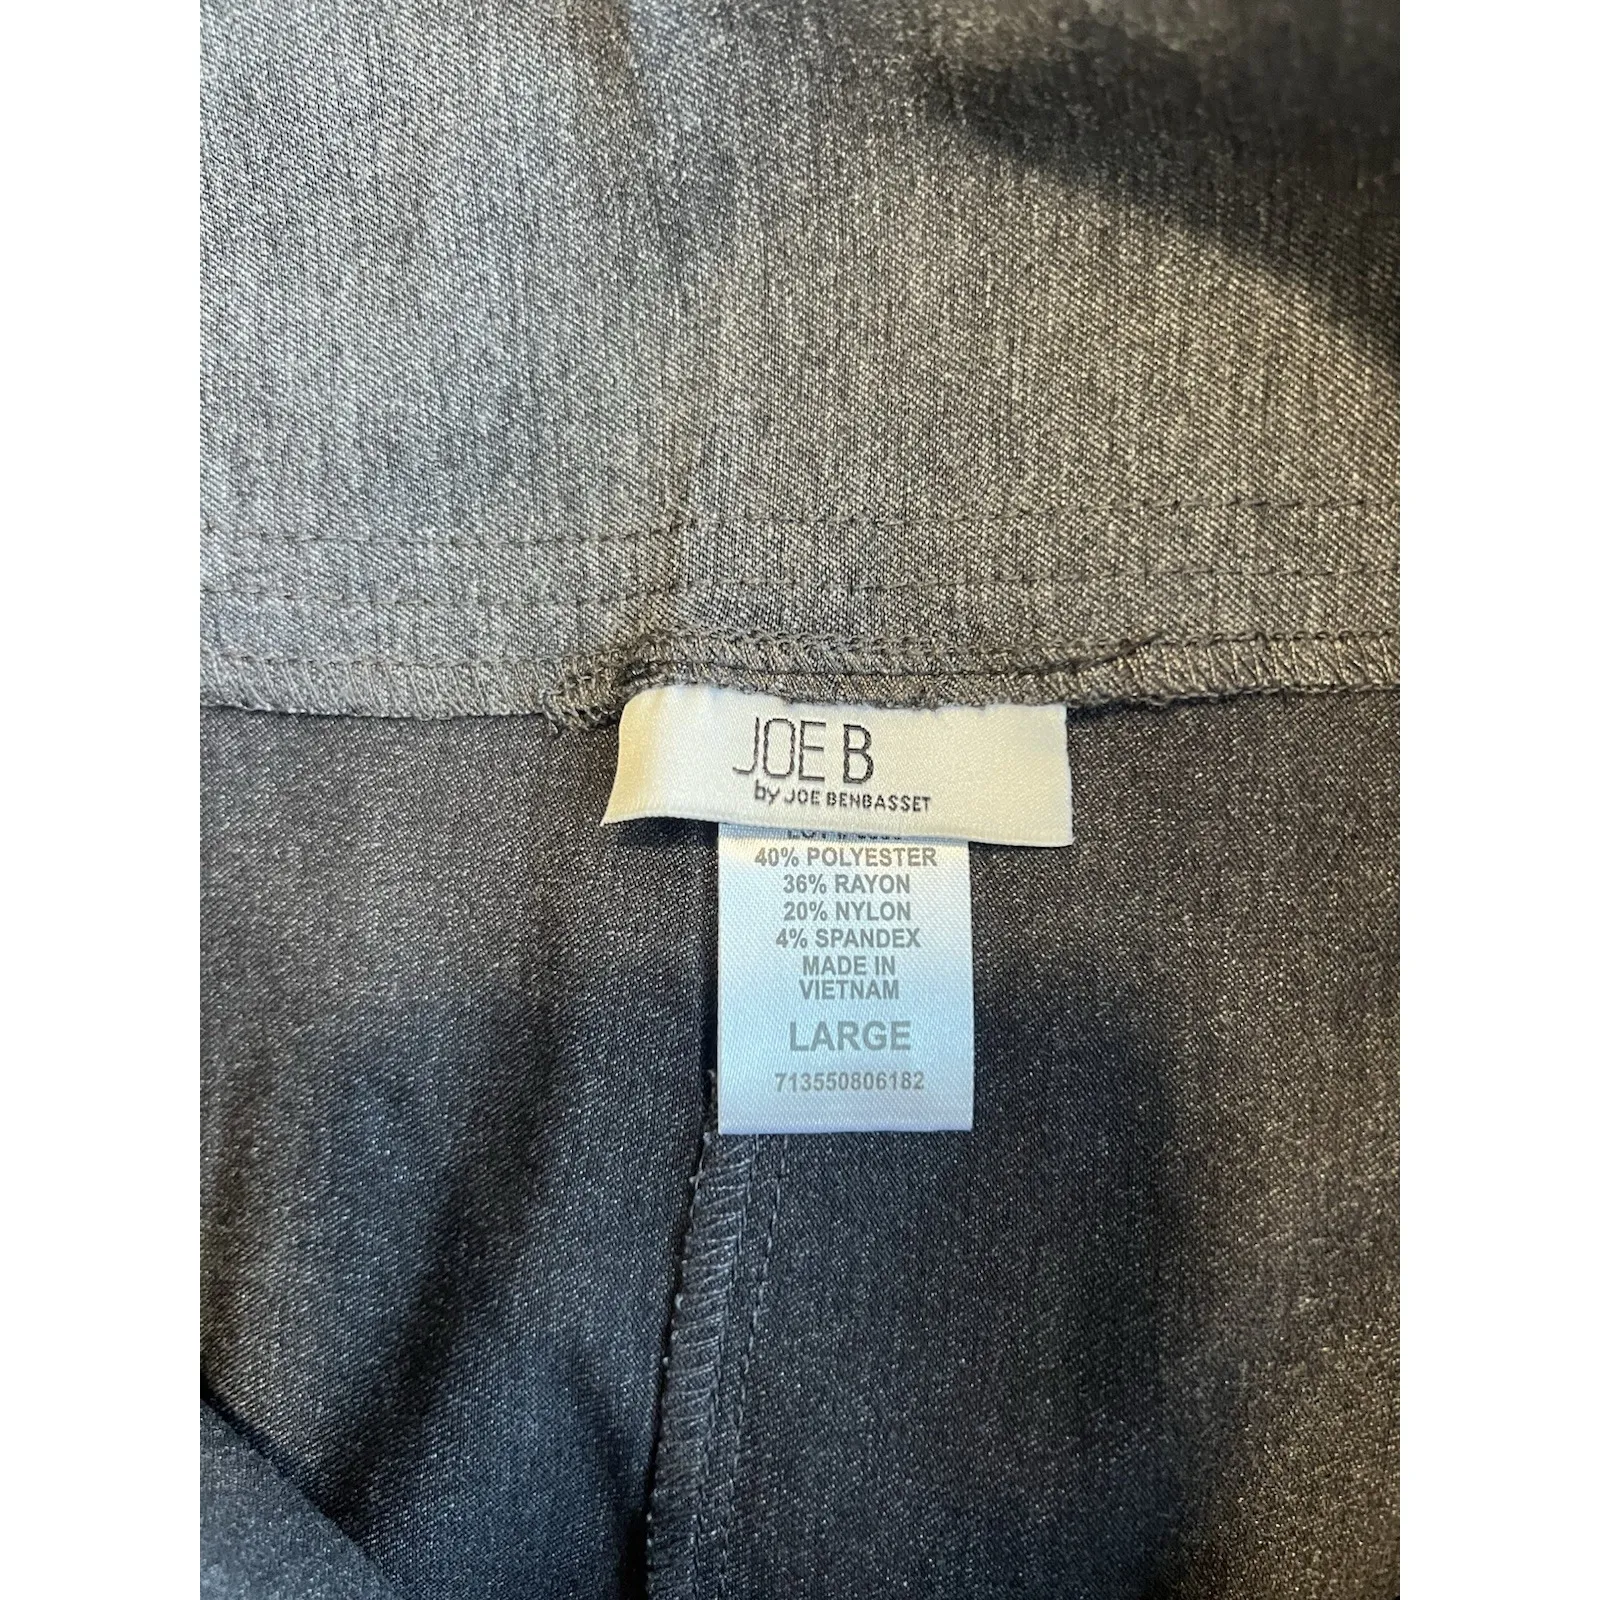 JOE B
by JOE BENBASSET
40% POLYESTER
36% RAYON
20% NYLON
4% SPANDEX
MADE IN
VIETNAM
LARGE
713550806182